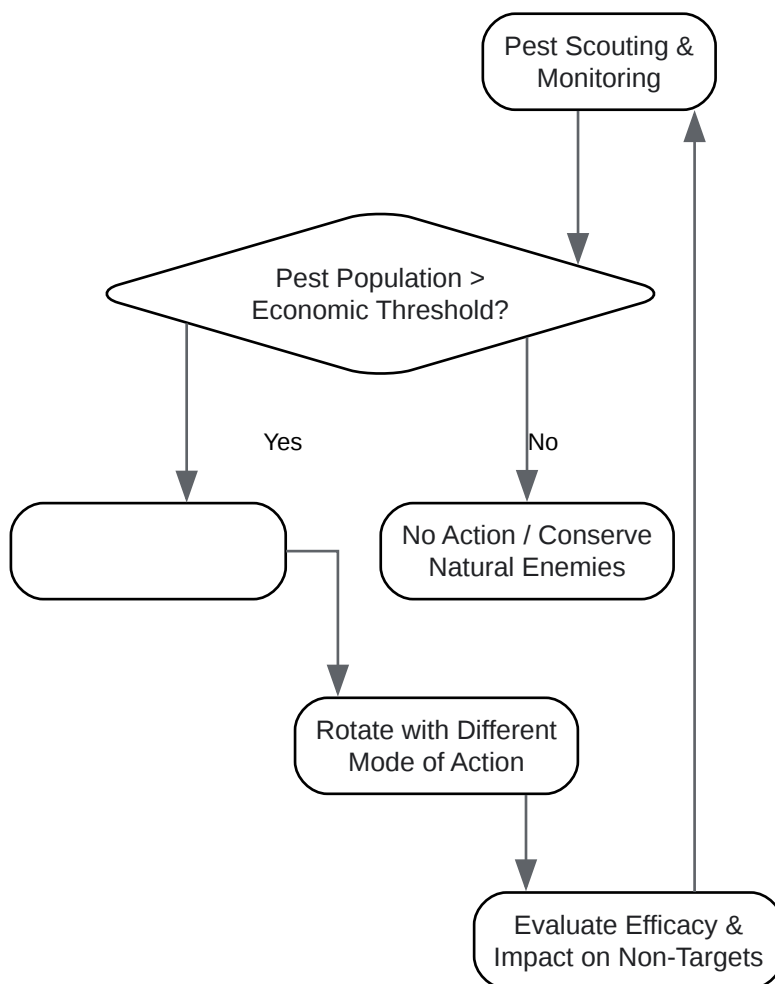 Pest Scouting &
Monitoring
Pest Population >
Economic Threshold?
Yes
No
No Action / Conserve
Natural Enemies
Rotate with Different
Mode of Action
Evaluate Efficacy &
Impact on Non-Targets